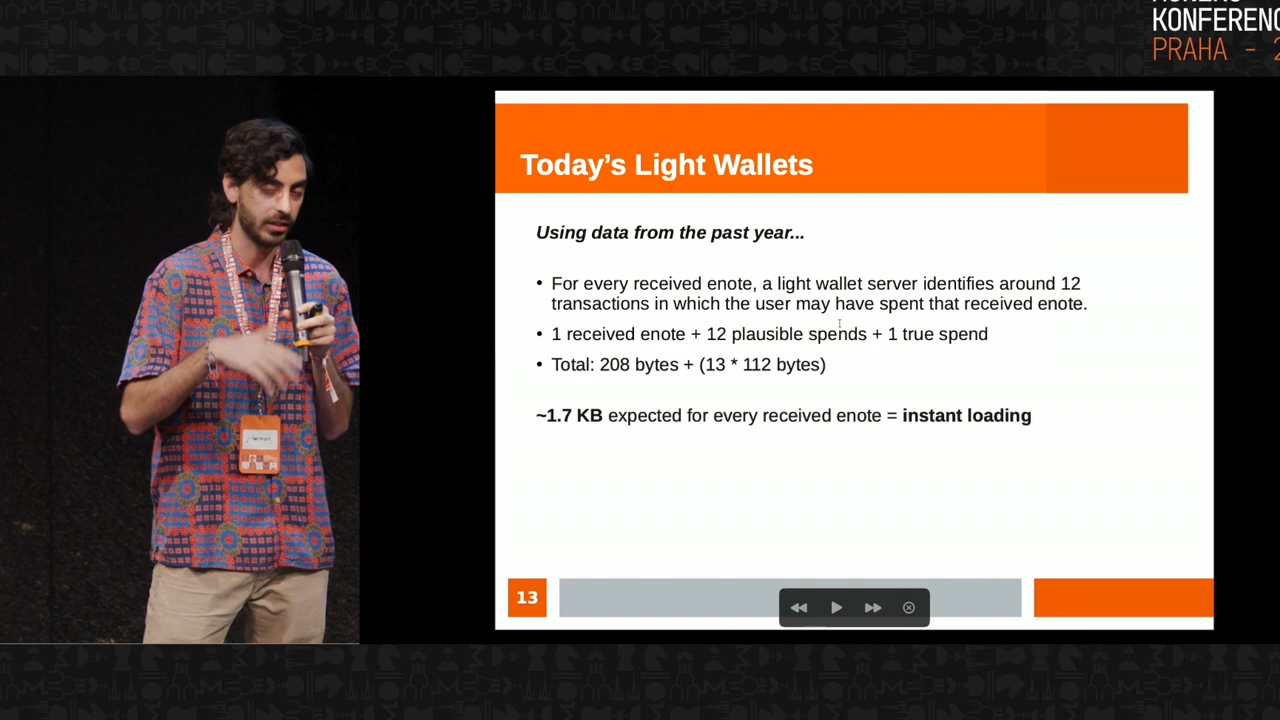 KONFERENC
PRAHA - 2
Today's Light Wallets
Using data from the past year...
• For every received enote, a light wallet server identifies around 12
transactions in which the user may have spent that received enote.
• 1 received enote + 12 plausible spends + 1 true spend
• Total: 208 bytes + (13 * 112 bytes)
~1.7 KB expected for every received enote = instant loading
13